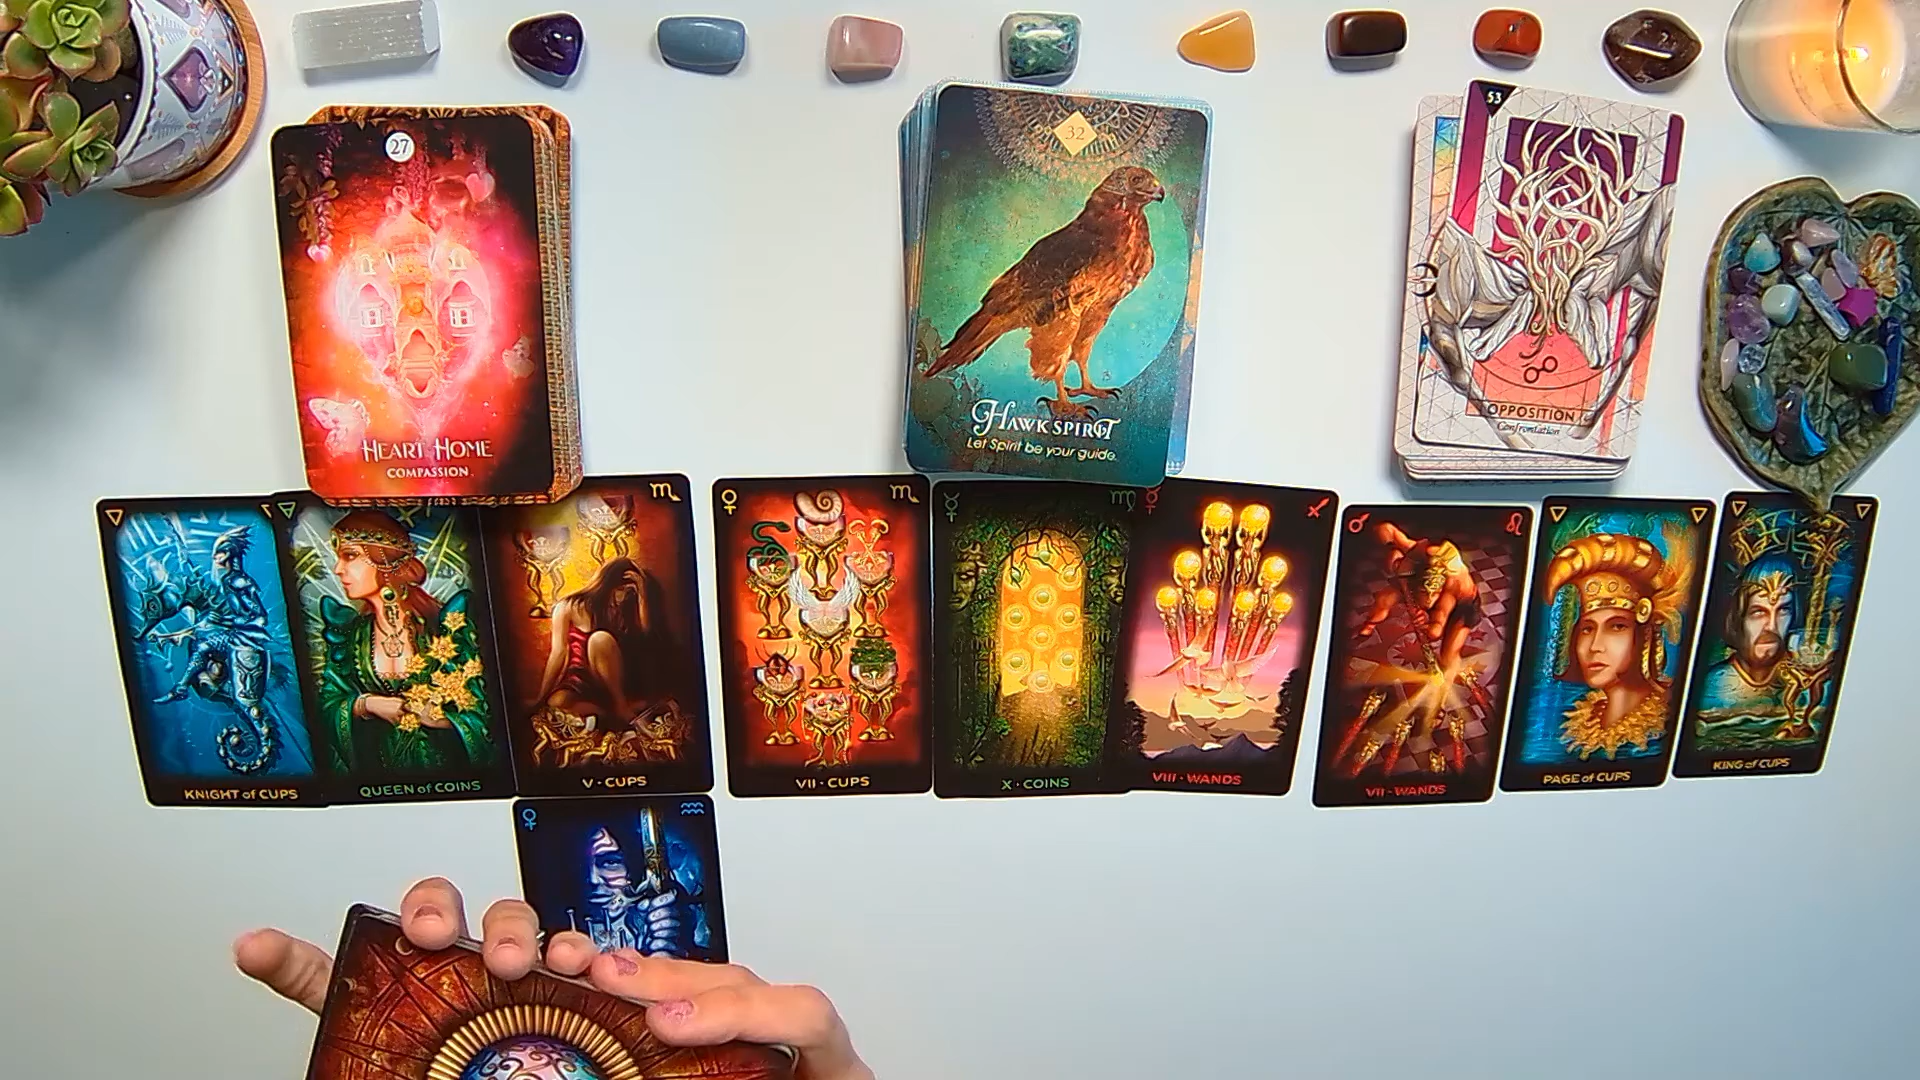 27
HEART HOME
COMPASSION
32
HAWK SPIRIT
Let Spirit be your guide.
53
OPPOSITION
Confrontation
KNIGHT of CUPS
QUEEN of COINS
V · CUPS
VII · CUPS
X · COINS
VIII · WANDS
VII · WANDS
PAGE of CUPS
KING of CUPS